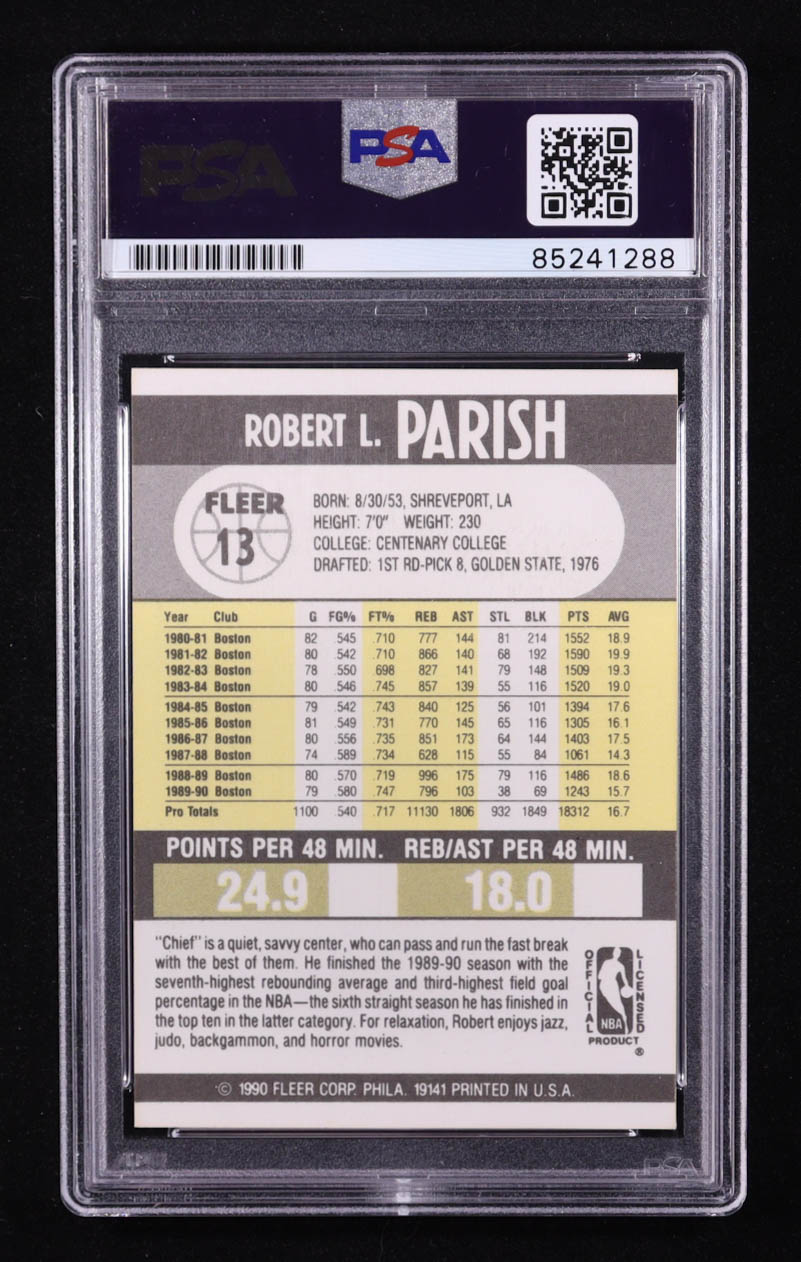 PSA
PSA
85241288
ROBERT L. PARISH
FLEER
13
BORN: 8/30/53, SHREVEPORT, LA
HEIGHT: 7'0" WEIGHT: 230
COLLEGE: CENTENARY COLLEGE
DRAFTED: 1ST RD-PICK 8, GOLDEN STATE, 1976
Year Club G FG% FT% REB AST STL BLK PTS AVG
1980-81 Boston 82 .545 .710 777 144 81 214 1552 18.9
1981-82 Boston 80 .542 .710 866 140 68 192 1590 19.9
1982-83 Boston 78 .550 .698 827 141 79 148 1509 19.3
1983-84 Boston 80 .546 .745 857 139 55 116 1520 19.0
1984-85 Boston 79 .542 .743 840 125 56 101 1394 17.6
1985-86 Boston 81 .549 .731 770 145 65 116 1305 16.1
1986-87 Boston 80 .556 .735 851 173 64 144 1403 17.5
1987-88 Boston 74 .589 .734 628 115 55 84 1061 14.3
1988-89 Boston 80 .570 .719 996 175 79 116 1486 18.6
1989-90 Boston 79 .580 .747 796 103 38 69 1243 15.7
Pro Totals 1100 .540 .717 11130 1806 932 1849 18312 16.7
POINTS PER 48 MIN. REB/AST PER 48 MIN.
24.9 18.0
"Chief" is a quiet, savvy center, who can pass and run the fast break
with the best of them. He finished the 1989-90 season with the
seventh-highest rebounding average and third-highest field goal
percentage in the NBA—the sixth straight season he has finished in
the top ten in the latter category. For relaxation, Robert enjoys jazz,
judo, backgammon, and horror movies.
OFFICIAL
NBA
LICENSED
PRODUCT
®
© 1990 FLEER CORP. PHILA. 19141 PRINTED IN U.S.A.
PSA